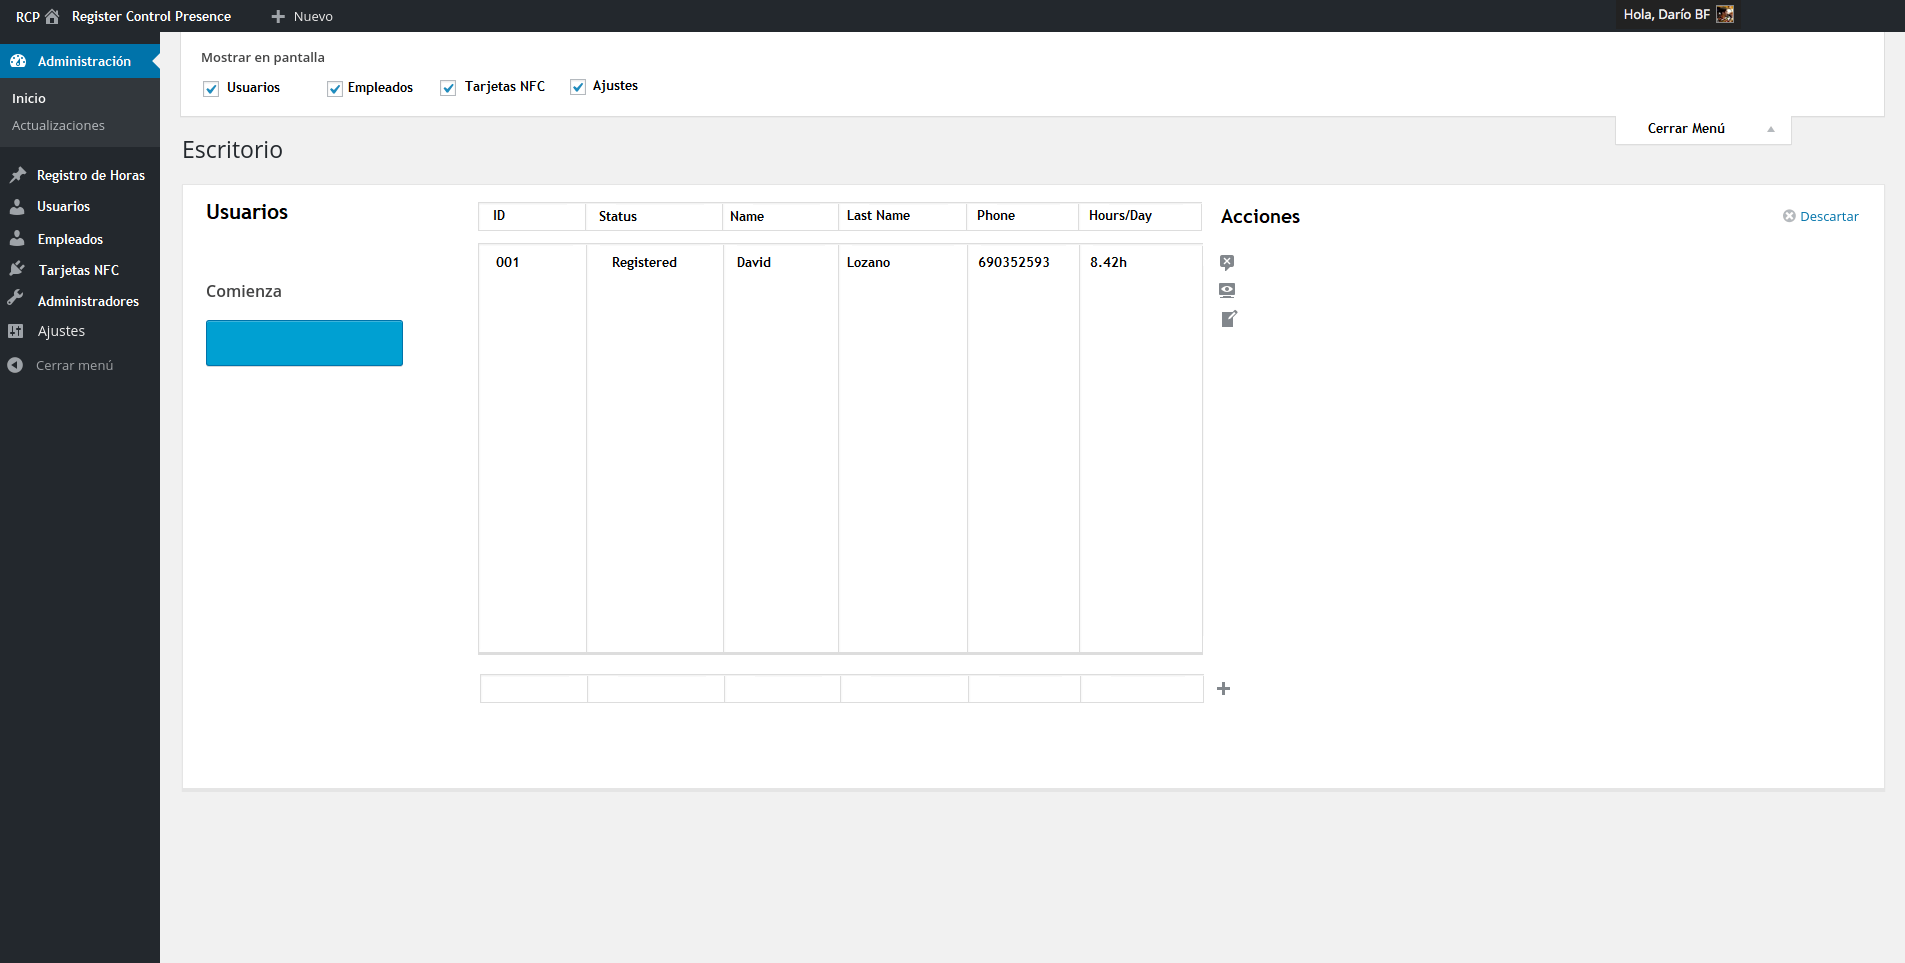 RCP Register Control Presence Nuevo Hola, Darío BF
Administración
Inicio
Actualizaciones
Registro de Horas
Usuarios
Empleados
Tarjetas NFC
Administradores
Ajustes
Cerrar menú
Mostrar en pantalla
Usuarios Empleados Tarjetas NFC Ajustes
Cerrar Menú
Escritorio
Usuarios
Comienza
ID Status Name Last Name Phone Hours/Day
001 Registered David Lozano 690352593 8.42h
Acciones
Descartar